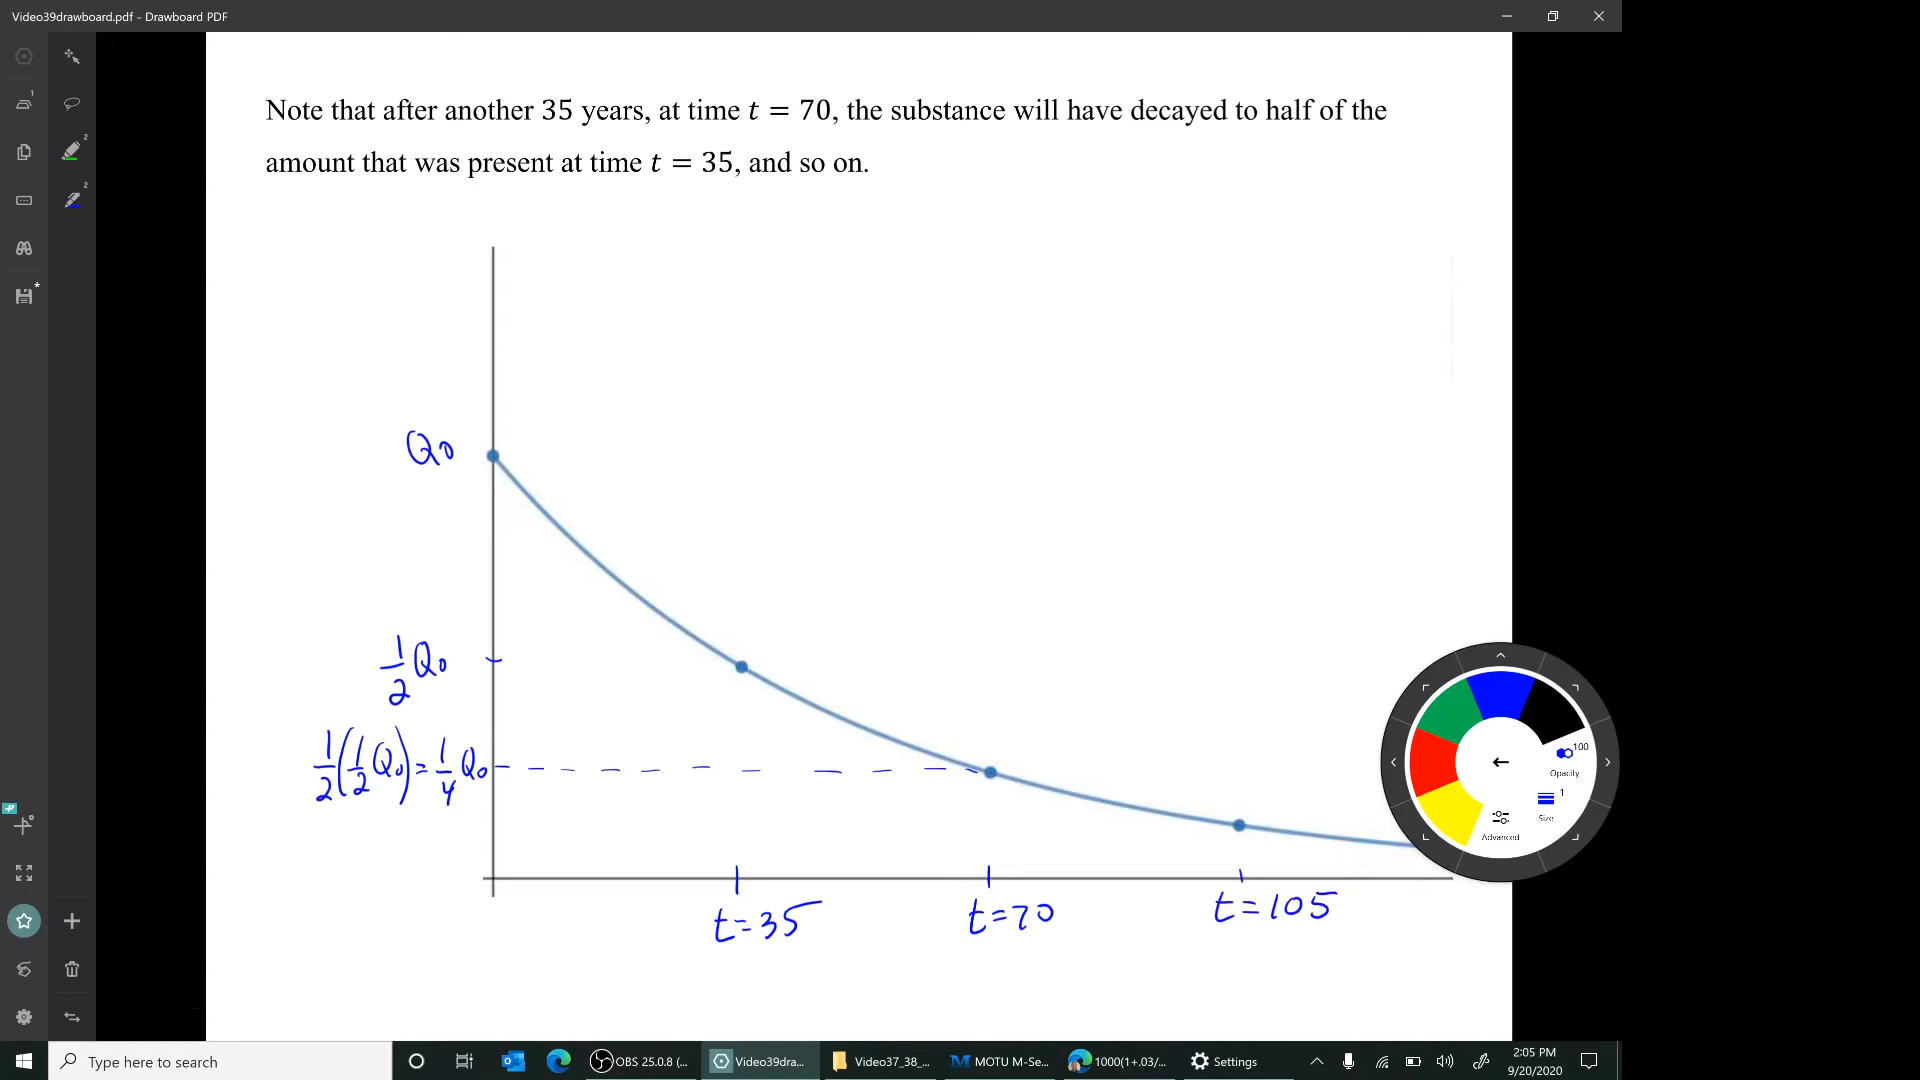 Video39drawboard.pdf - Drawboard PDF
Note that after another 35 years, at time t = 70, the substance will have decayed to half of the
amount that was present at time t = 35, and so on.
Q₀
1/2 Q₀
1/2(1/2 Q₀) = 1/4 Q₀
t=35
t=70
t=105
100
Opacity
1
Size
Advanced
1
2
2
Type here to search
OBS 25.0.8 (...
Video39dra...
Video37_38_...
MOTU M-Se...
1000(1+.03/...
Settings
2:05 PM
9/20/2020